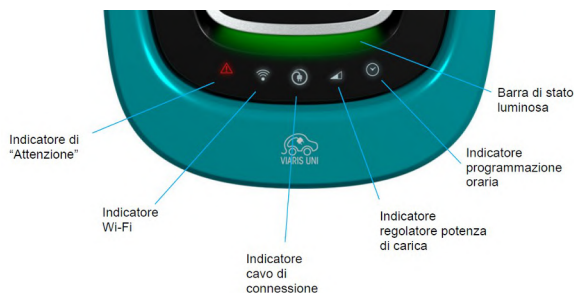 Barra di stato
luminosa
Indicatore di
“Attenzione”
VIARIS UNI
Indicatore
programmazione
oraria
Indicatore
Wi-Fi
Indicatore
regolatore potenza
di carica
Indicatore
cavo di
connessione